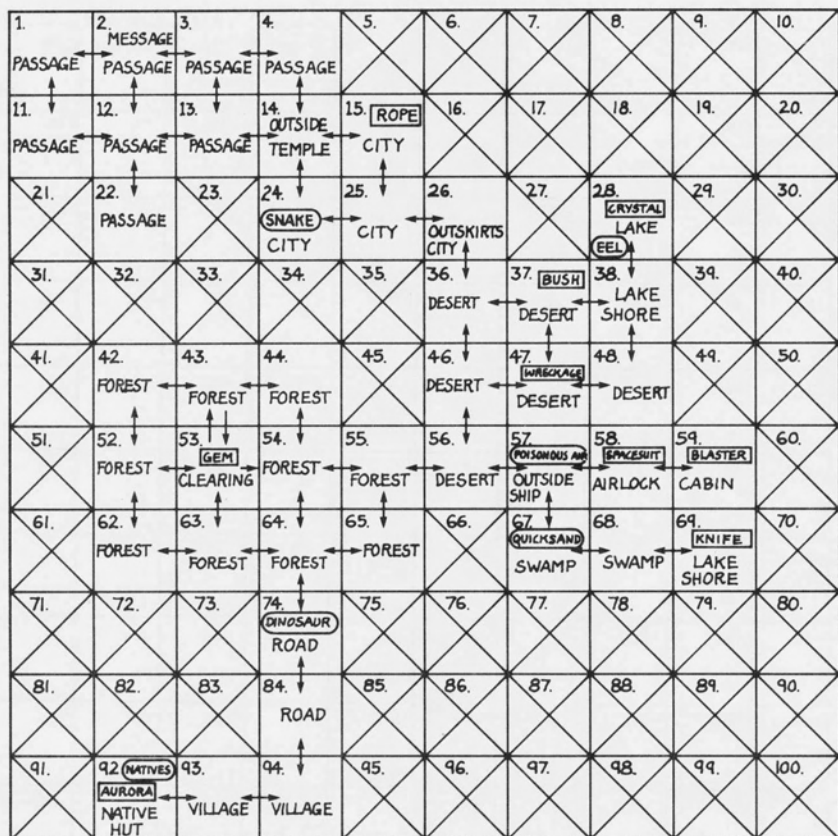 1. 2. MESSAGE 3. 4. 5. 6. 7. 8. 9. 10.
PASSAGE PASSAGE PASSAGE PASSAGE
11. 12. 13. 14. OUTSIDE 15. ROPE 16. 17. 18. 19. 20.
PASSAGE PASSAGE PASSAGE TEMPLE CITY
21. 22. 23. 24. 25. 26. 27. 28. 29. 30.
CRYSTAL
PASSAGE SNAKE CITY OUTSKIRTS LAKE
CITY CITY EEL
31. 32. 33. 34. 35. 36. 37. BUSH 38. LAKE 39. 40.
DESERT DESERT SHORE
41. 42. 43. 44. 45. 46. 47. 48. 49. 50.
WRECKAGE
FOREST FOREST FOREST DESERT DESERT DESERT
51. 52. 53. 54. 55. 56. 57. 58. 59. 60.
GEM POISONOUS AIR SPACESUIT BLASTER
FOREST CLEARING FOREST FOREST DESERT OUTSIDE AIRLOCK CABIN
SHIP
61. 62. 63. 64. 65. 66. 67. 68. 69. 70.
QUICKSAND KNIFE
FOREST FOREST FOREST FOREST SWAMP SWAMP LAKE
SHORE
71. 72. 73. 74. 75. 76. 77. 78. 79. 80.
DINOSAUR
ROAD
81. 82. 83. 84. 85. 86. 87. 88. 89. 90.
ROAD
91. 92 NATIVES 93. 94. 95. 96. 97. 98. 99. 100.
AURORA
NATIVE VILLAGE VILLAGE
HUT